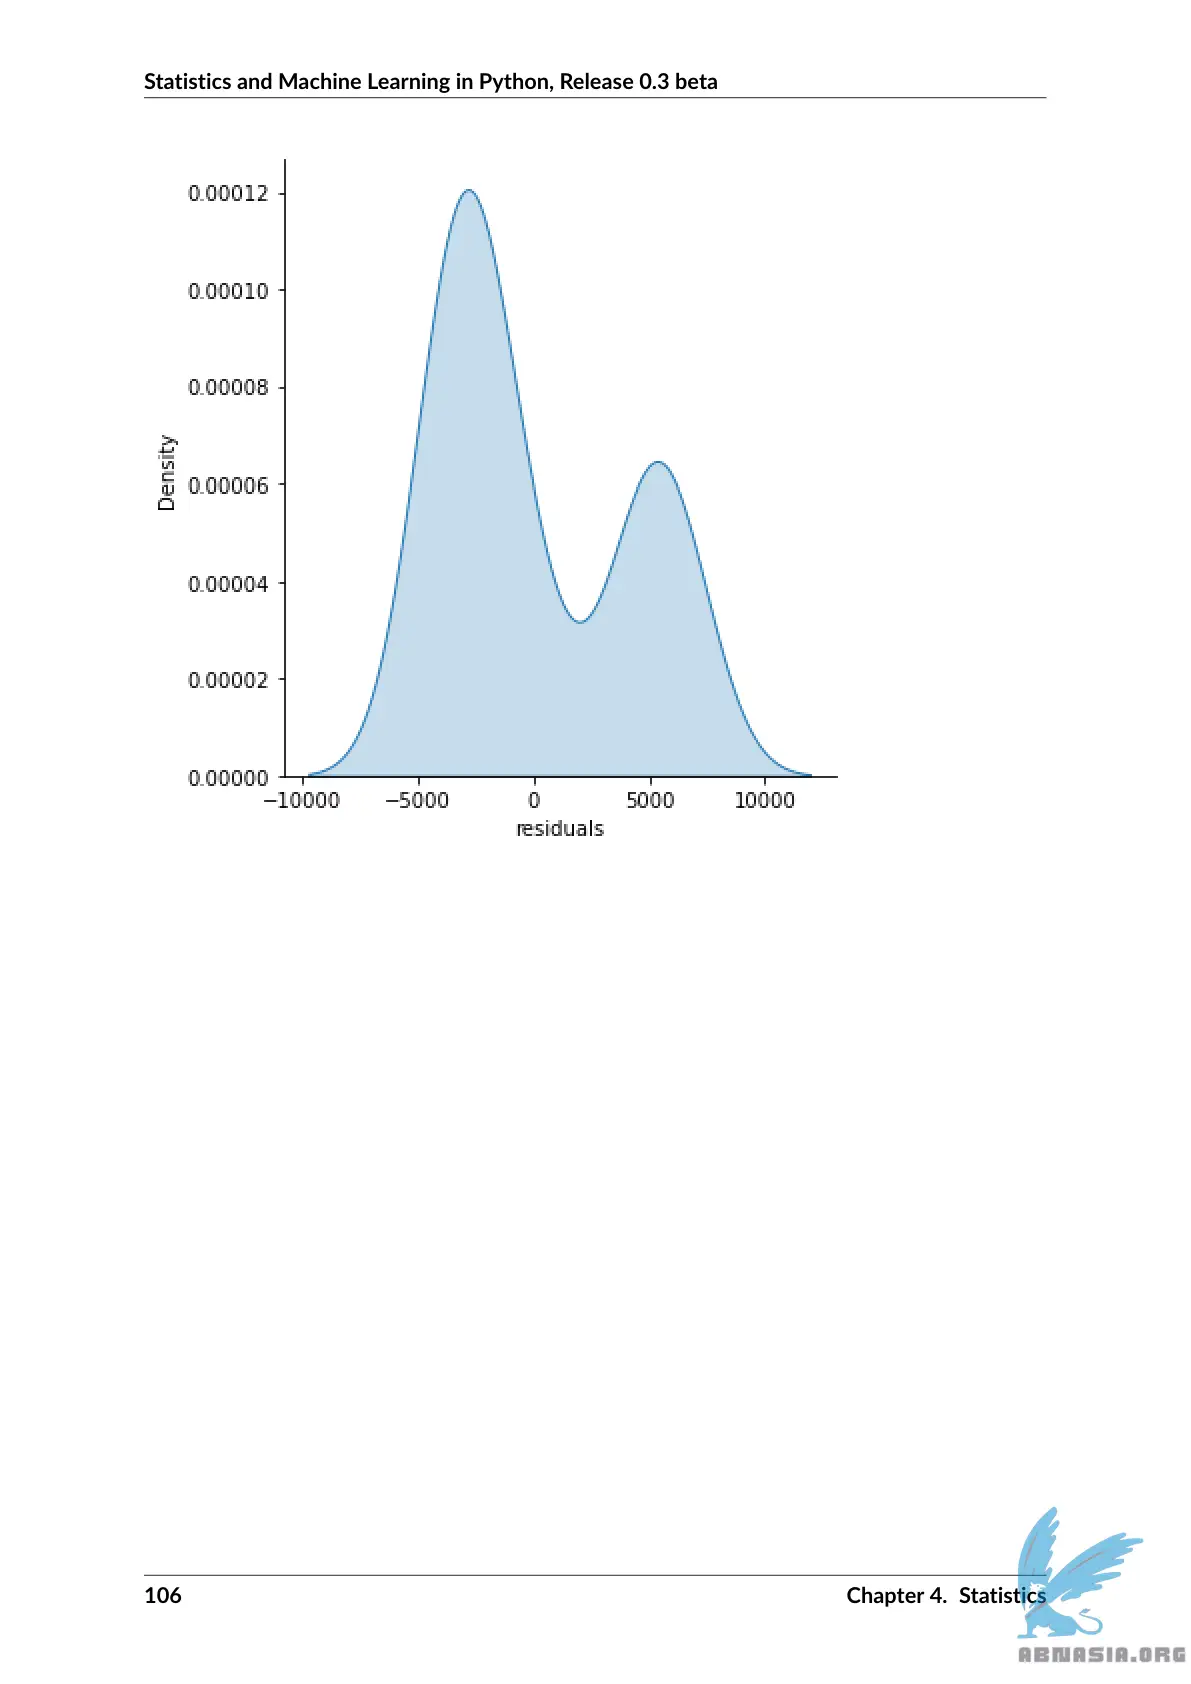 Statistics and Machine Learning in Python, Release 0.3 beta
0.00012
0.00010
0.00008
0.00006
0.00004
0.00002
0.00000
Density
−10000 −5000 0 5000 10000
residuals
106 Chapter 4. Statistics
ABNASIA.ORG